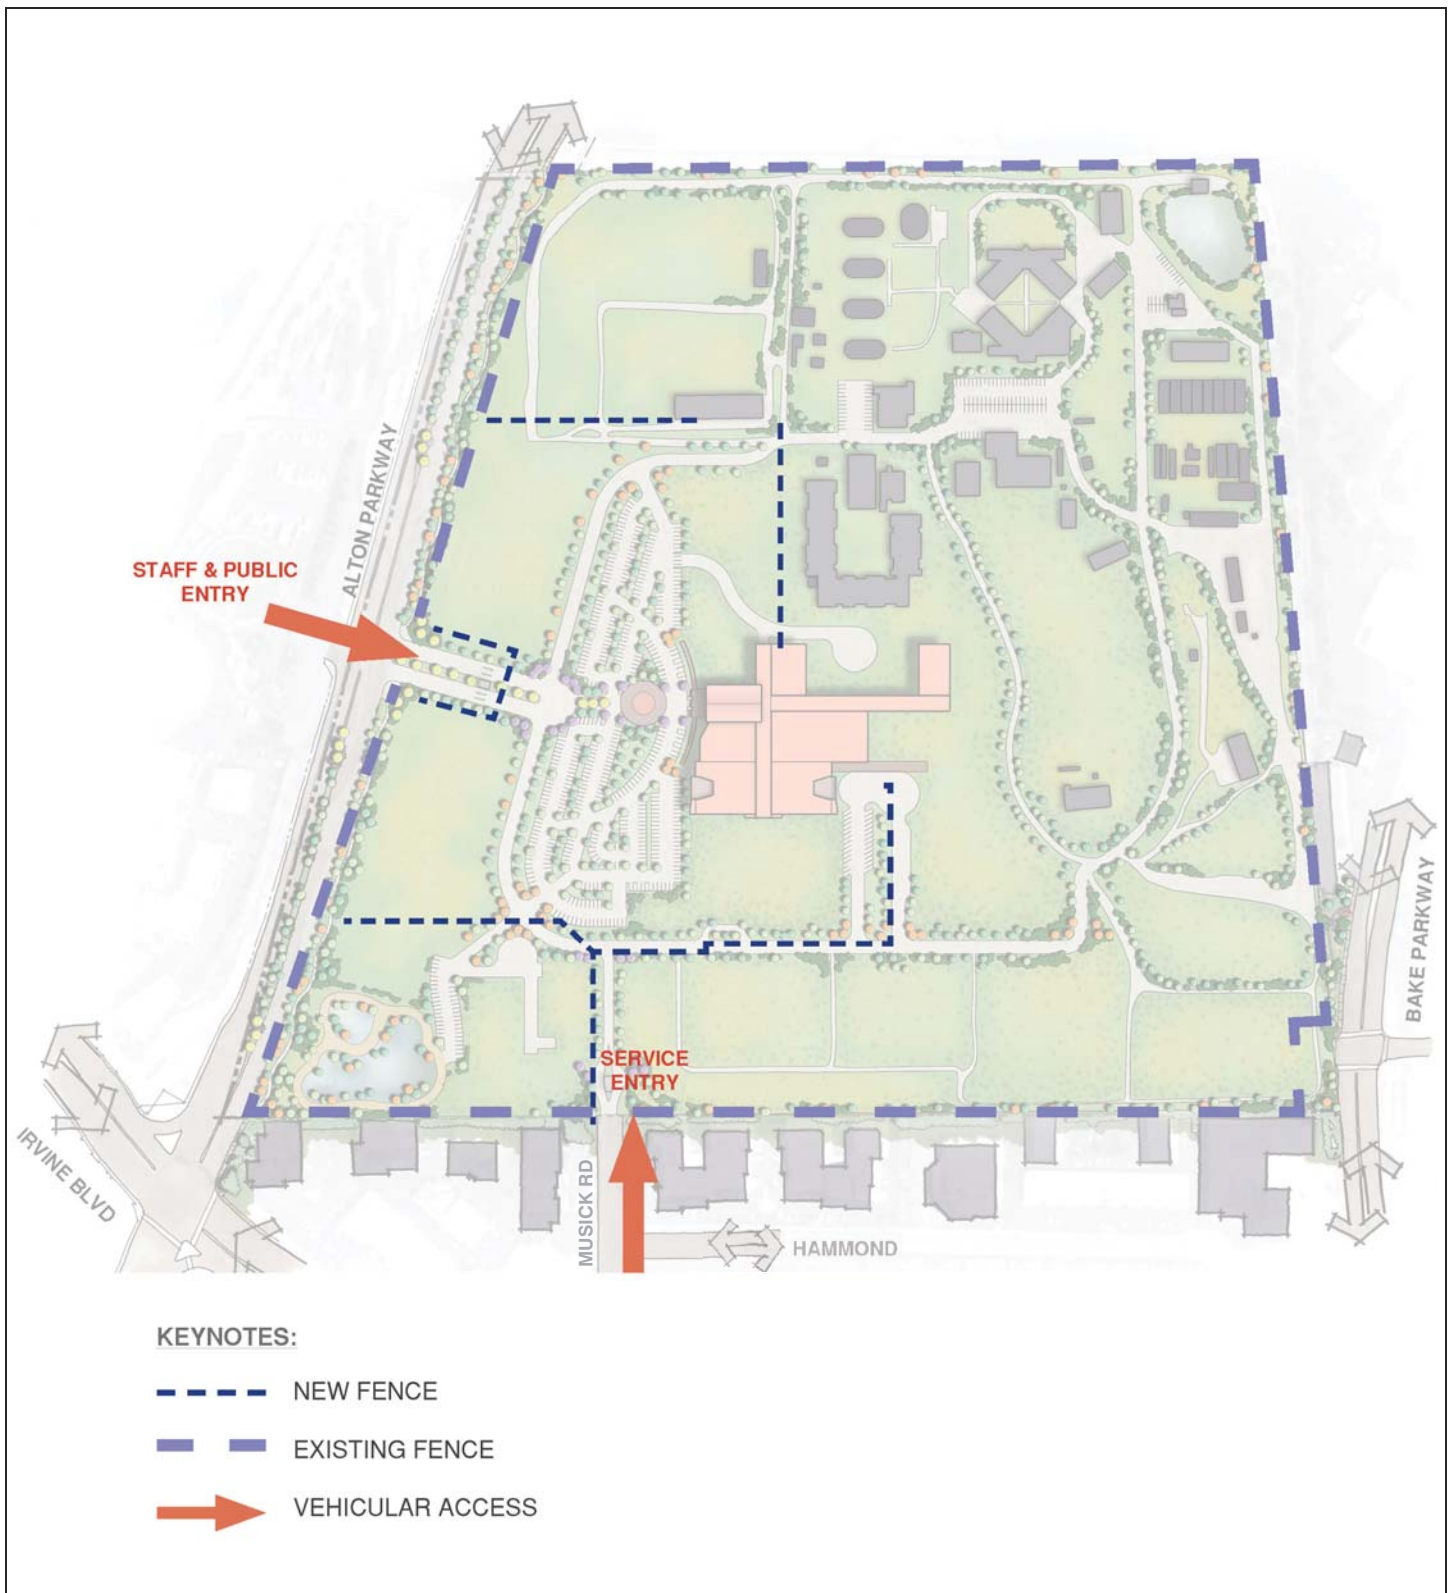 ALTON PARKWAY
STAFF & PUBLIC
ENTRY
BAKE PARKWAY
SERVICE
ENTRY
IRVINE BLVD
MUSICK RD
HAMMOND
KEYNOTES:
NEW FENCE
EXISTING FENCE
VEHICULAR ACCESS